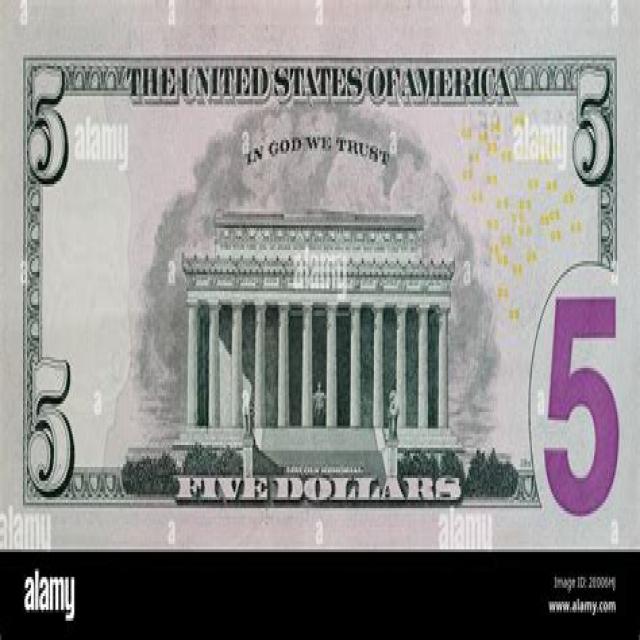 THE UNITED STATES OF AMERICA
5
5
alamy
IN GOD WE TRUST
alamy
a
a
a
alamy
5
5
a
a
LINCOLN MEMORIAL
FIVE DOLLARS
alamy
a
a
alamy
alamy
Image ID: 2E006HJ
www.alamy.com